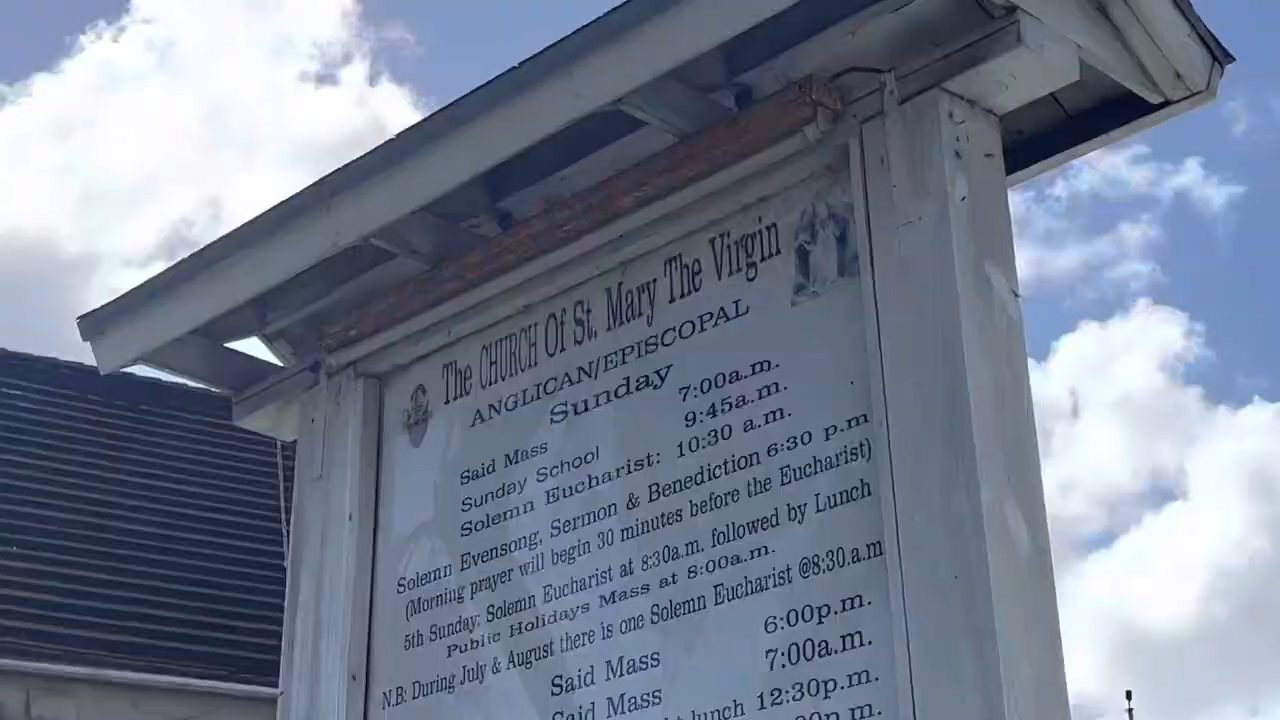 The CHURCH Of St. Mary The Virgin
ANGLICAN/EPISCOPAL
Sunday
Said Mass 7:00a.m.
Sunday School 9:45a.m.
Solemn Eucharist: 10:30 a.m.
Solemn Evensong, Sermon & Benediction 6:30 p.m
(Morning prayer will begin 30 minutes before the Eucharist)
5th Sunday: Solemn Eucharist at 8:30a.m. followed by Lunch
Public Holidays Mass at 8:00a.m.
N.B: During July & August there is one Solemn Eucharist @8:30.a.m
Said Mass 6:00p.m.
Said Mass 7:00a.m.
lunch 12:30p.m.
p.m.